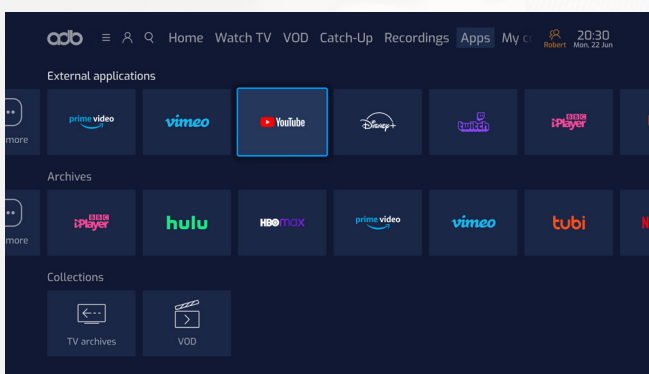 adb Home Watch TV VOD Catch-Up Recordings Apps My c Robert 20:30 Mon, 22 Jun
External applications
more prime video vimeo YouTube Disney+ twitch BBC iPlayer
Archives
more BBC iPlayer hulu HBO max prime video vimeo tubi N
Collections
TV archives VOD